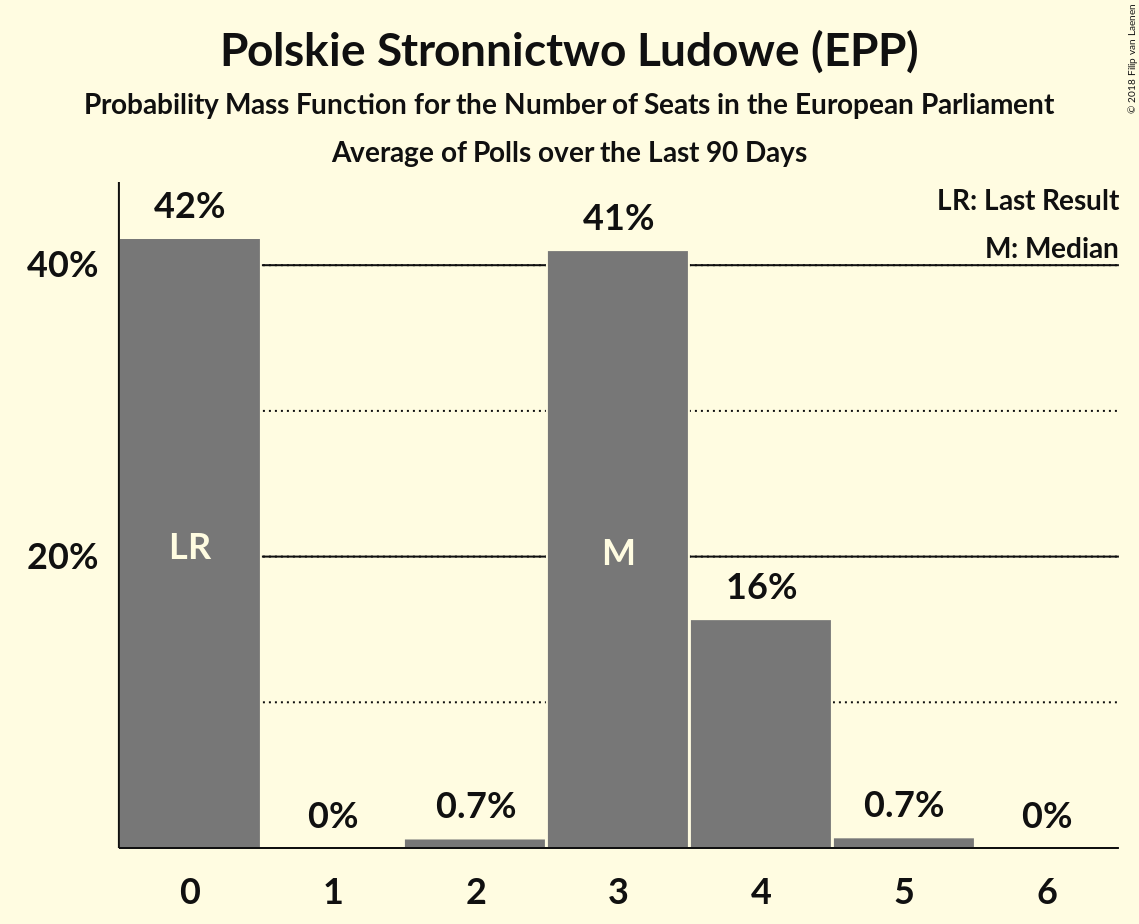 Polskie Stronnictwo Ludowe (EPP)
Probability Mass Function for the Number of Seats in the European Parliament
Average of Polls over the Last 90 Days
© 2018 Filip van Laenen
LR: Last Result
M: Median
42%
41%
40%
LR
M
20%
16%
0%
0.7%
0.7%
0%
0 1 2 3 4 5 6